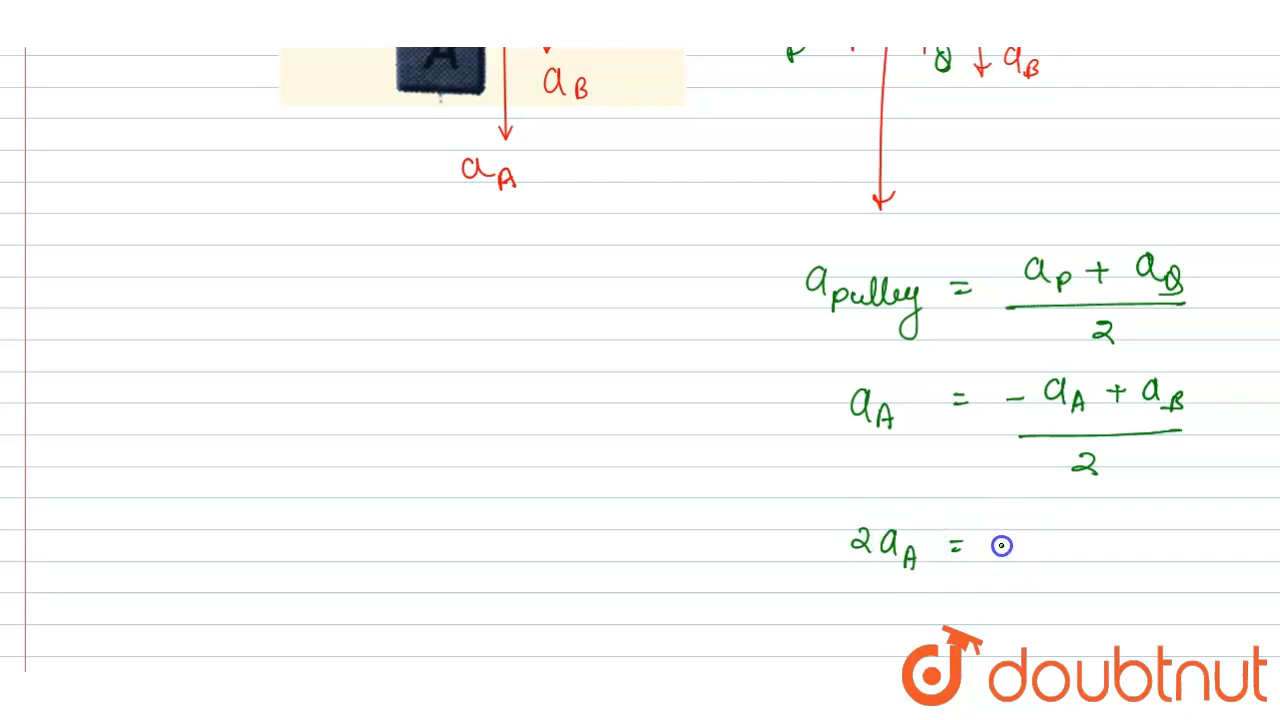 A
a_B
a_A
P
Q
a_B
a_pulley = (a_P + a_Q)/2
a_A = (- a_A + a_B)/2
2a_A =
doubtnut